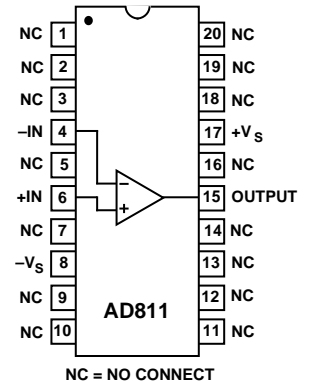 NC 1 20 NC
NC 2 19 NC
NC 3 18 NC
–IN 4 17 +VS
NC 5 16 NC
+IN 6 15 OUTPUT
NC 7 14 NC
–VS 8 13 NC
NC 9 12 NC
NC 10 11 NC
AD811
NC = NO CONNECT